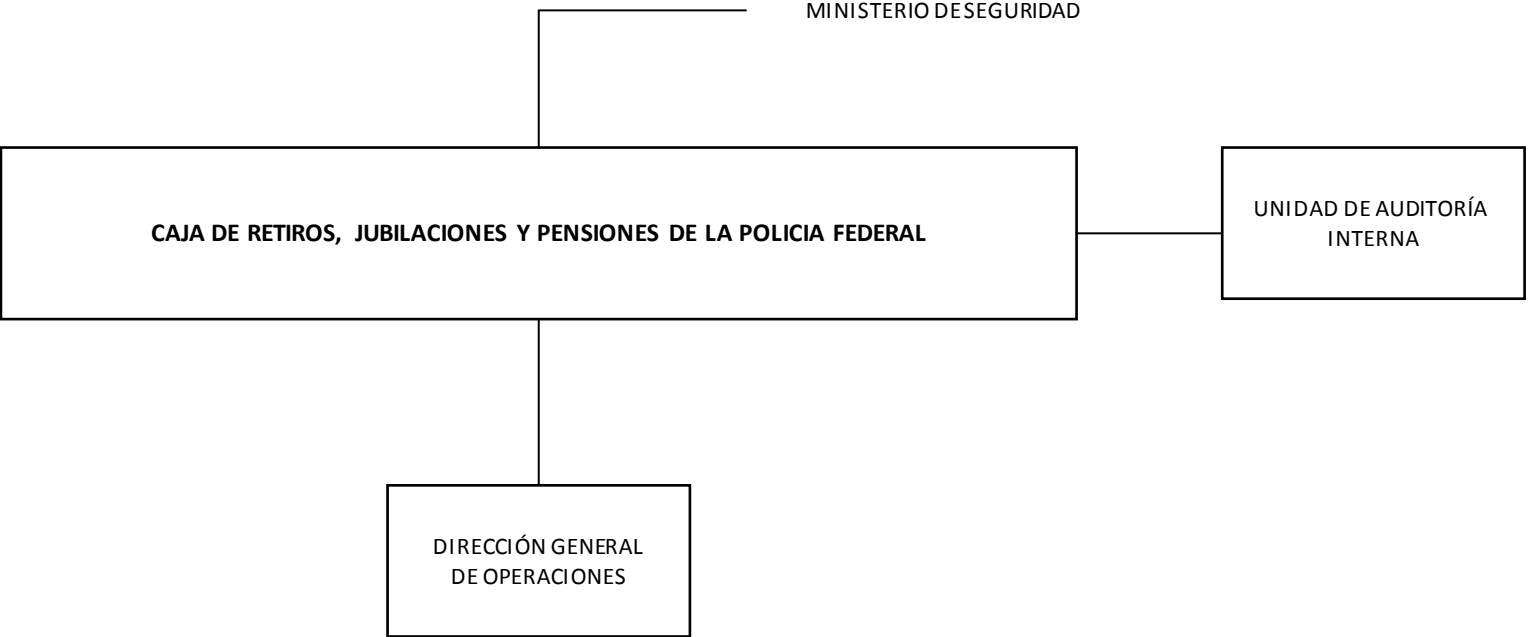 MINISTERIO DE SEGURIDAD
CAJA DE RETIROS, JUBILACIONES Y PENSIONES DE LA POLICIA FEDERAL
UNIDAD DE AUDITORÍA
INTERNA
DIRECCIÓN GENERAL
DE OPERACIONES